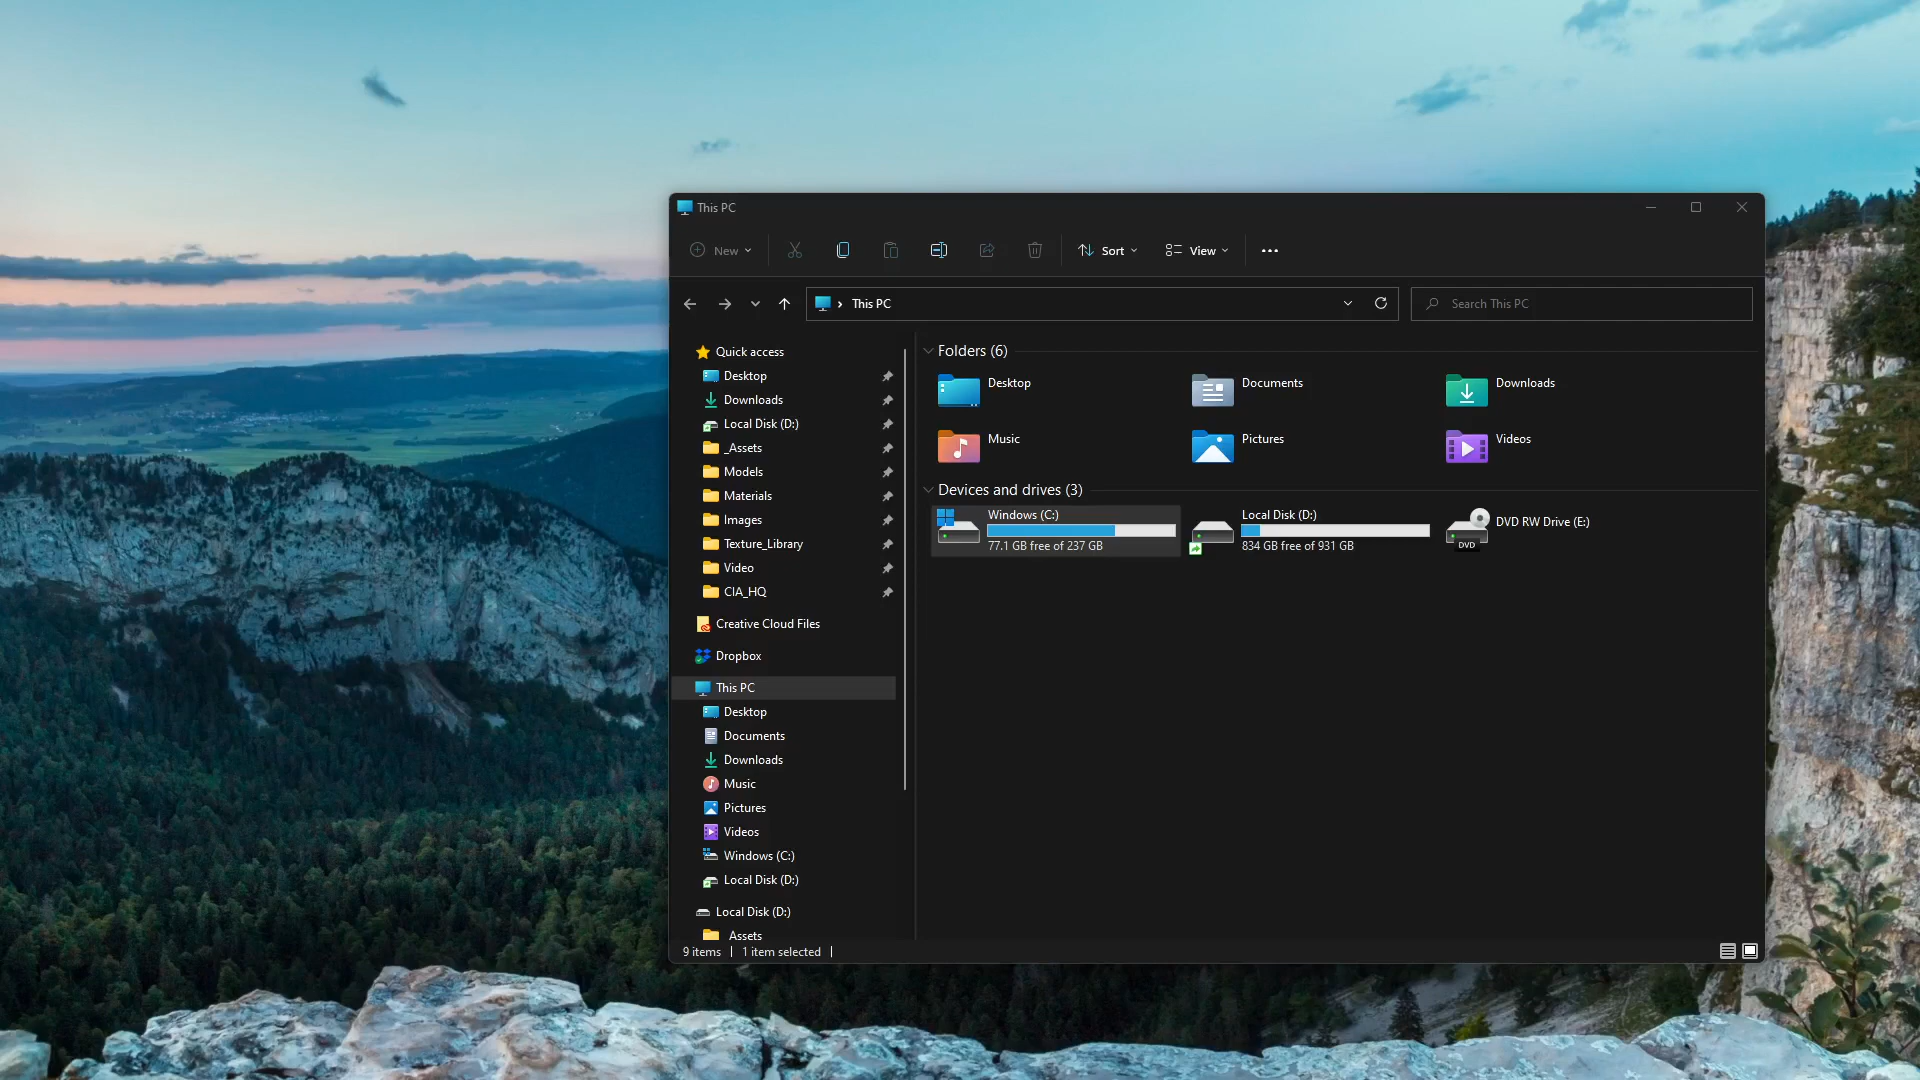 This PC
New
Sort
View
This PC
Search This PC
Quick access
Desktop
Downloads
Local Disk (D:)
_Assets
Models
Materials
Images
Texture_Library
Video
CIA_HQ
Creative Cloud Files
Dropbox
This PC
Desktop
Documents
Downloads
Music
Pictures
Videos
Windows (C:)
Local Disk (D:)
Local Disk (D:)
_Assets
Folders (6)
Desktop
Documents
Downloads
Music
Pictures
Videos
Devices and drives (3)
Windows (C:)
77.1 GB free of 237 GB
Local Disk (D:)
834 GB free of 931 GB
DVD RW Drive (E:)
DVD
9 items
1 item selected